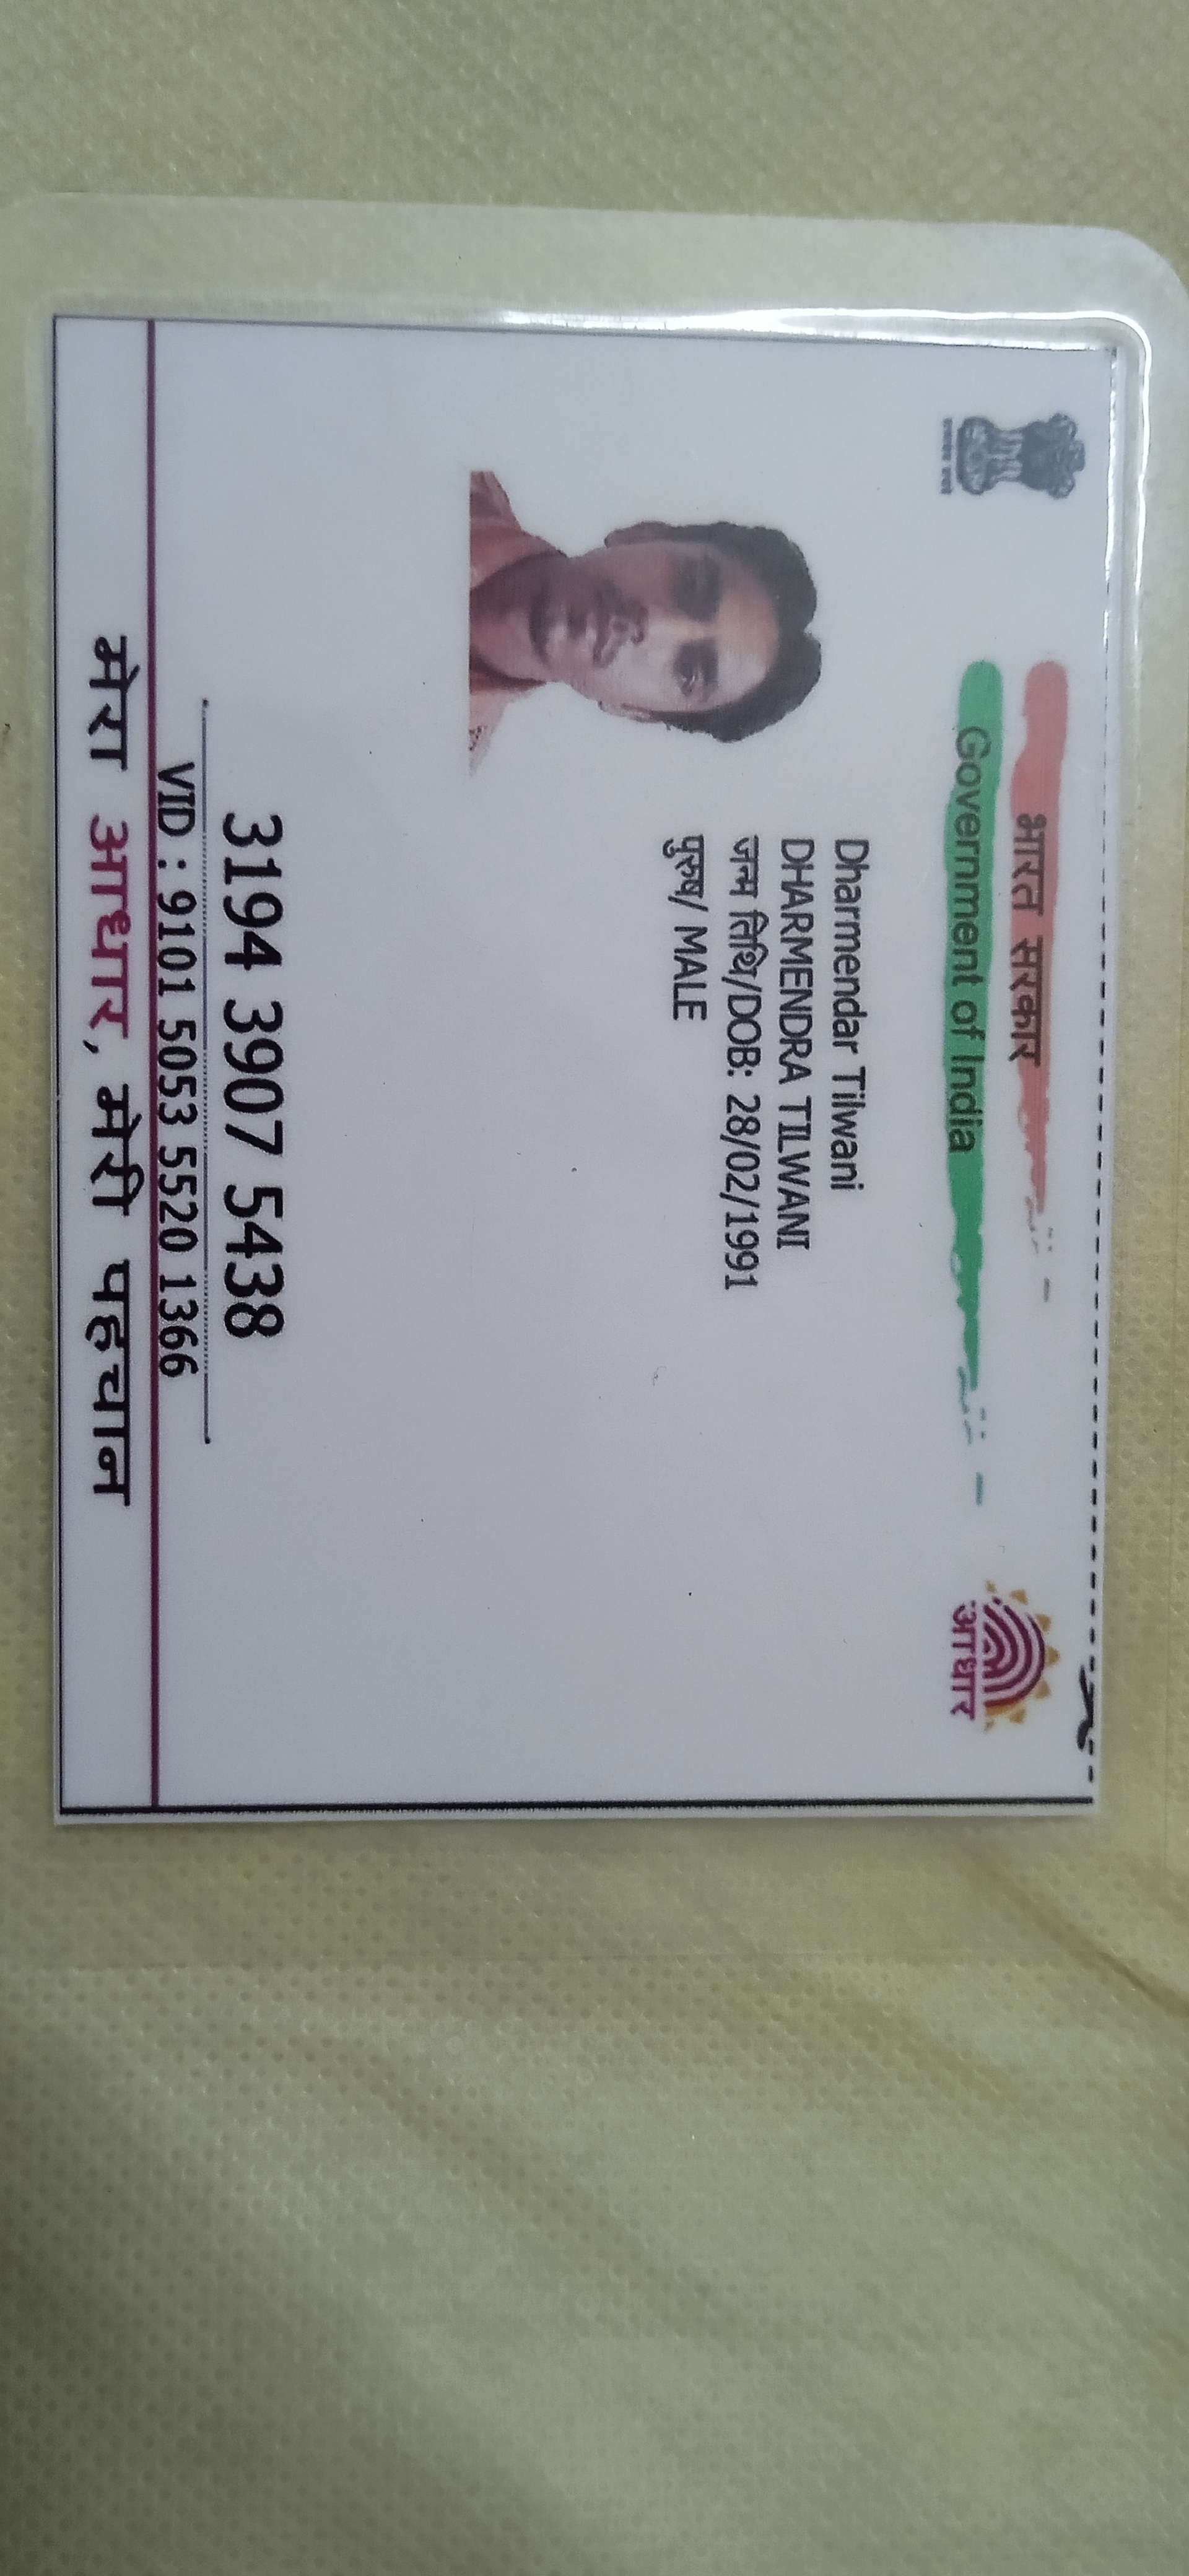 भारत सरकार
Government of India
आधार
Dharmendar Tilwani
DHARMENDRA TILWANI
जन्म तिथि/DOB: 28/02/1991
पुरुष/ MALE
3194 3907 5438
VID : 9101 5053 5520 1366
मेरा आधार, मेरी पहचान